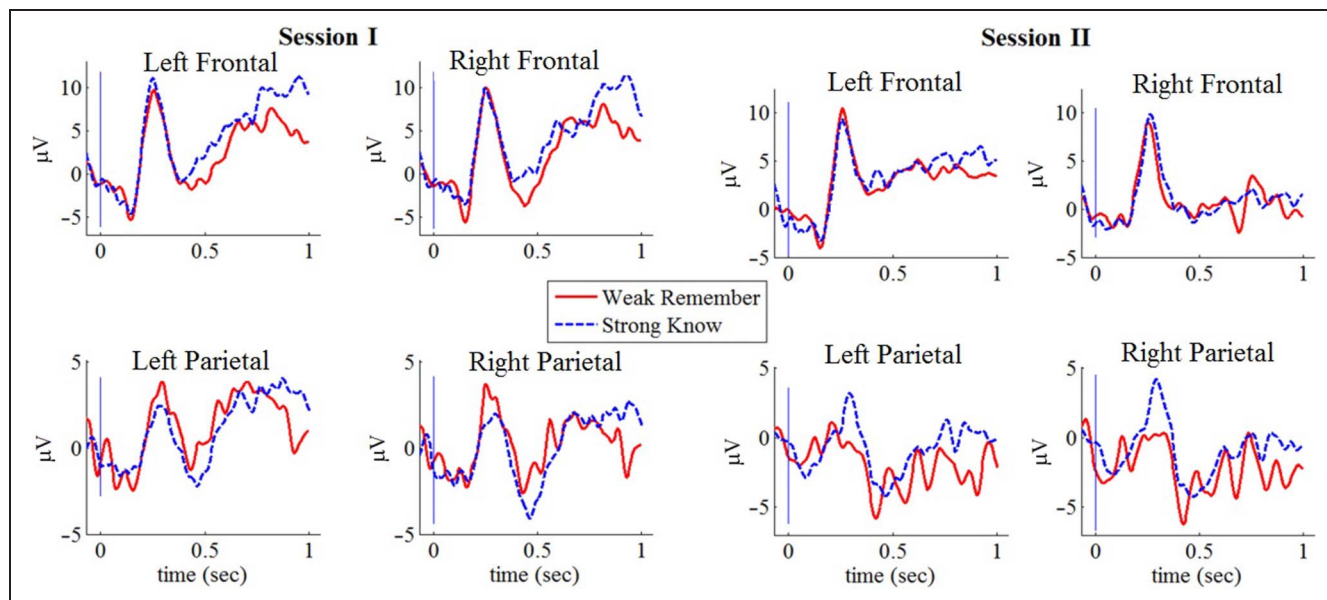 Session I
Session II
Left Frontal
Right Frontal
Left Frontal
Right Frontal
μV
10
5
0
−5
0
0.5
1
μV
10
5
0
−5
0
0.5
1
μV
10
5
0
−5
0
0.5
1
μV
10
5
0
−5
0
0.5
1
Weak Remember
Strong Know
Left Parietal
Right Parietal
Left Parietal
Right Parietal
μV
5
0
−5
0
0.5
1
time (sec)
μV
5
0
−5
0
0.5
1
time (sec)
μV
5
0
−5
0
0.5
1
time (sec)
μV
5
0
−5
0
0.5
1
time (sec)